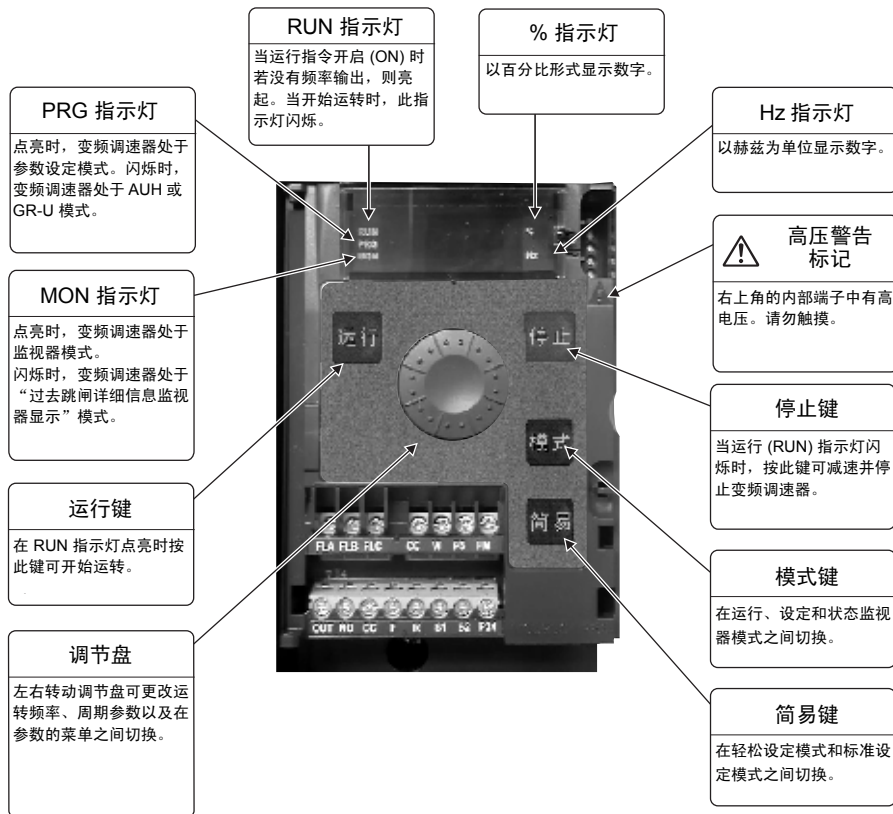 RUN 指示灯
当运行指令开启 (ON) 时
若没有频率输出，则亮
起。当开始运转时，此指
示灯闪烁。
% 指示灯
以百分比形式显示数字。
PRG 指示灯
点亮时，变频调速器处于
参数设定模式。闪烁时，
变频调速器处于 AUH 或
GR-U 模式。
Hz 指示灯
以赫兹为单位显示数字。
高压警告
标记
右上角的内部端子中有高
电压。请勿触摸。
MON 指示灯
点亮时，变频调速器处于
监视器模式。
闪烁时，变频调速器处于
“过去跳闸详细信息监视
器显示”模式。
停止键
当运行 (RUN) 指示灯闪
烁时，按此键可减速并停
止变频调速器。
运行键
在 RUN 指示灯点亮时按
此键可开始运转。
模式键
在运行、设定和状态监视
器模式之间切换。
调节盘
左右转动调节盘可更改运
转频率、周期参数以及在
参数的菜单之间切换。
简易键
在轻松设定模式和标准设
定模式之间切换。
RUN
%
PRG
MON
Hz
运行
停止
模式
简易
FLA FLB FLC CC VI P5 FM
OUT NO CC F R S1 S2 P24